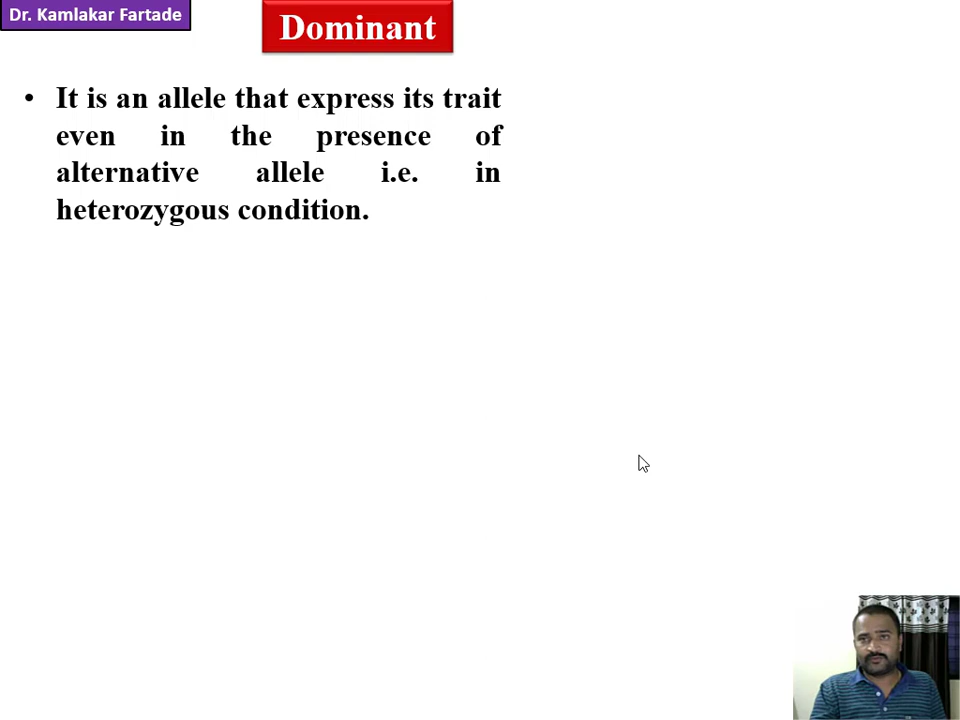 Dr. Kamlakar Fartade
Dominant
• It is an allele that express its trait
even in the presence of
alternative allele i.e. in
heterozygous condition.